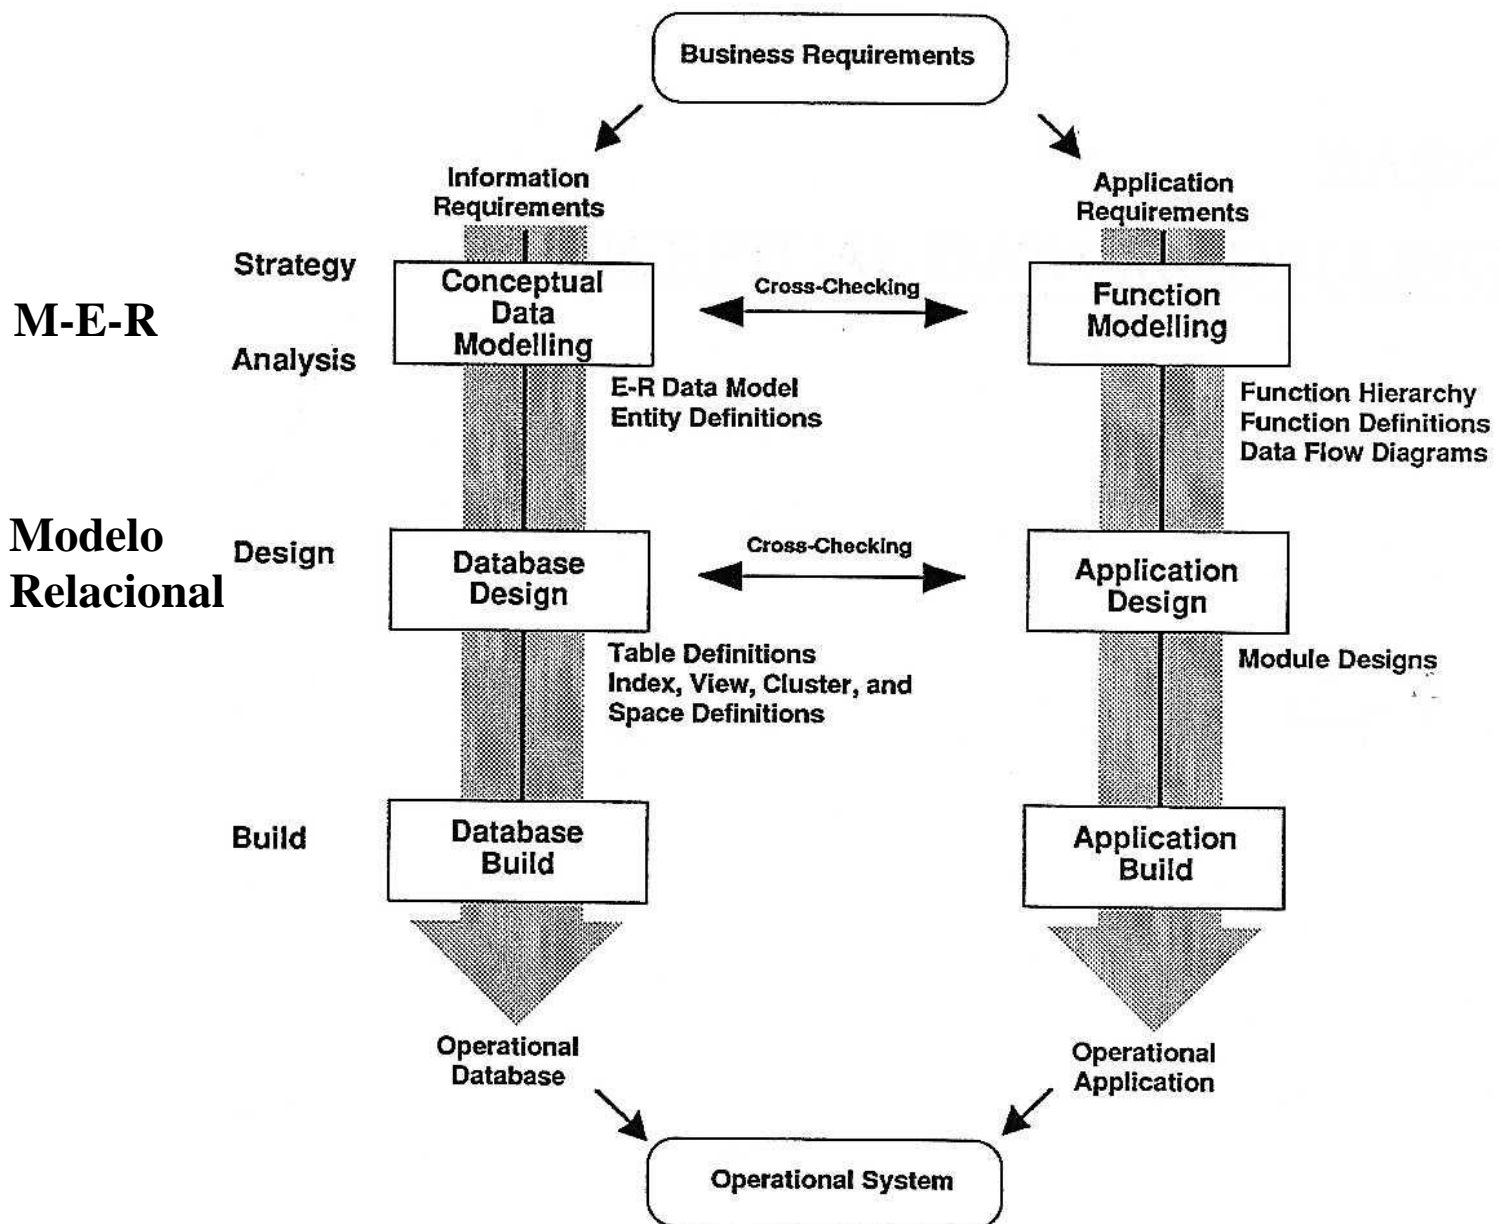 Business Requirements
Information
Requirements
Application
Requirements
Strategy
M-E-R
Analysis
Conceptual
Data
Modelling
Cross-Checking
Function
Modelling
E-R Data Model
Entity Definitions
Function Hierarchy
Function Definitions
Data Flow Diagrams
Modelo
Relacional
Design
Database
Design
Cross-Checking
Application
Design
Table Definitions
Index, View, Cluster, and
Space Definitions
Module Designs
Build
Database
Build
Application
Build
Operational
Database
Operational
Application
Operational System